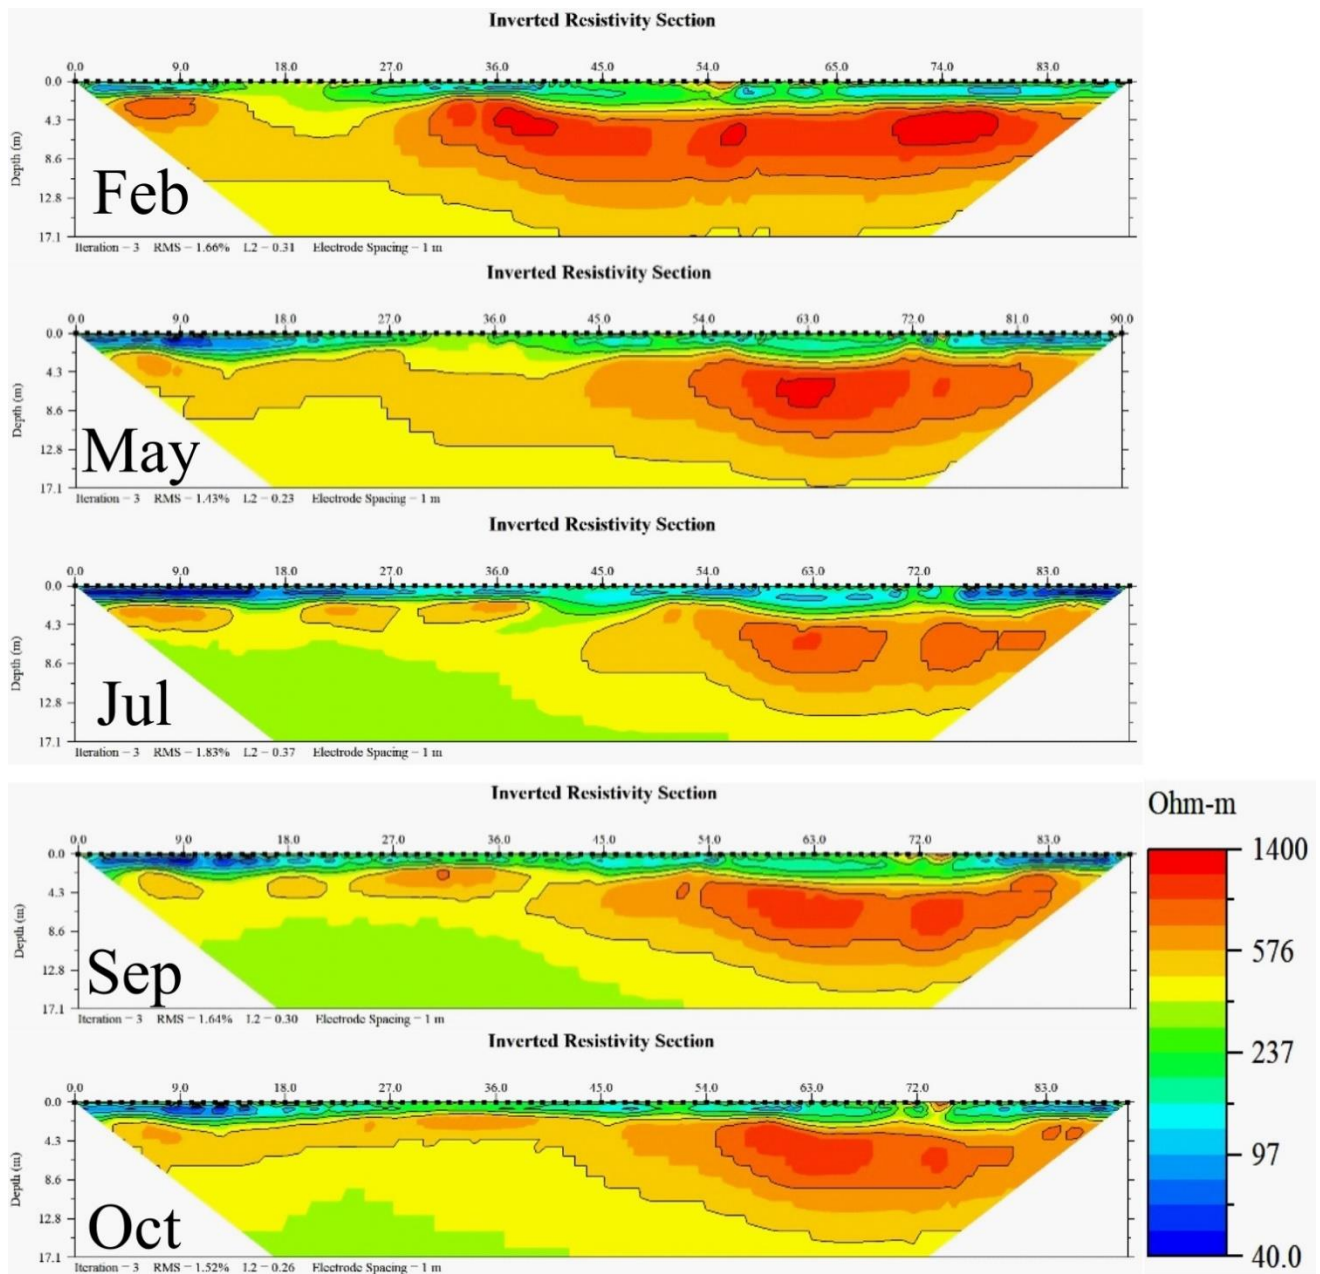 Inverted Resistivity Section
0.0 9.0 18.0 27.0 36.0 45.0 54.0 65.0 74.0 83.0
0.0
4.3
8.6
12.8
17.1
Depth (m)
Feb
Iteration = 3 RMS = 1.66% L2 = 0.31 Electrode Spacing = 1 m
Inverted Resistivity Section
0.0 9.0 18.0 27.0 36.0 45.0 54.0 63.0 72.0 81.0 90.0
0.0
4.3
8.6
12.8
17.1
Depth (m)
May
Iteration = 3 RMS = 1.43% L2 = 0.23 Electrode Spacing = 1 m
Inverted Resistivity Section
0.0 9.0 18.0 27.0 36.0 45.0 54.0 63.0 72.0 83.0
0.0
4.3
8.6
12.8
17.1
Depth (m)
Jul
Iteration = 3 RMS = 1.83% L2 = 0.37 Electrode Spacing = 1 m
Inverted Resistivity Section
0.0 9.0 18.0 27.0 36.0 45.0 54.0 63.0 72.0 83.0
0.0
4.3
8.6
12.8
17.1
Depth (m)
Sep
Iteration = 3 RMS = 1.64% L2 = 0.30 Electrode Spacing = 1 m
Inverted Resistivity Section
0.0 9.0 18.0 27.0 36.0 45.0 54.0 63.0 72.0 83.0
0.0
4.3
8.6
12.8
17.1
Depth (m)
Oct
Iteration = 3 RMS = 1.52% L2 = 0.26 Electrode Spacing = 1 m
Ohm-m
1400
576
237
97
40.0